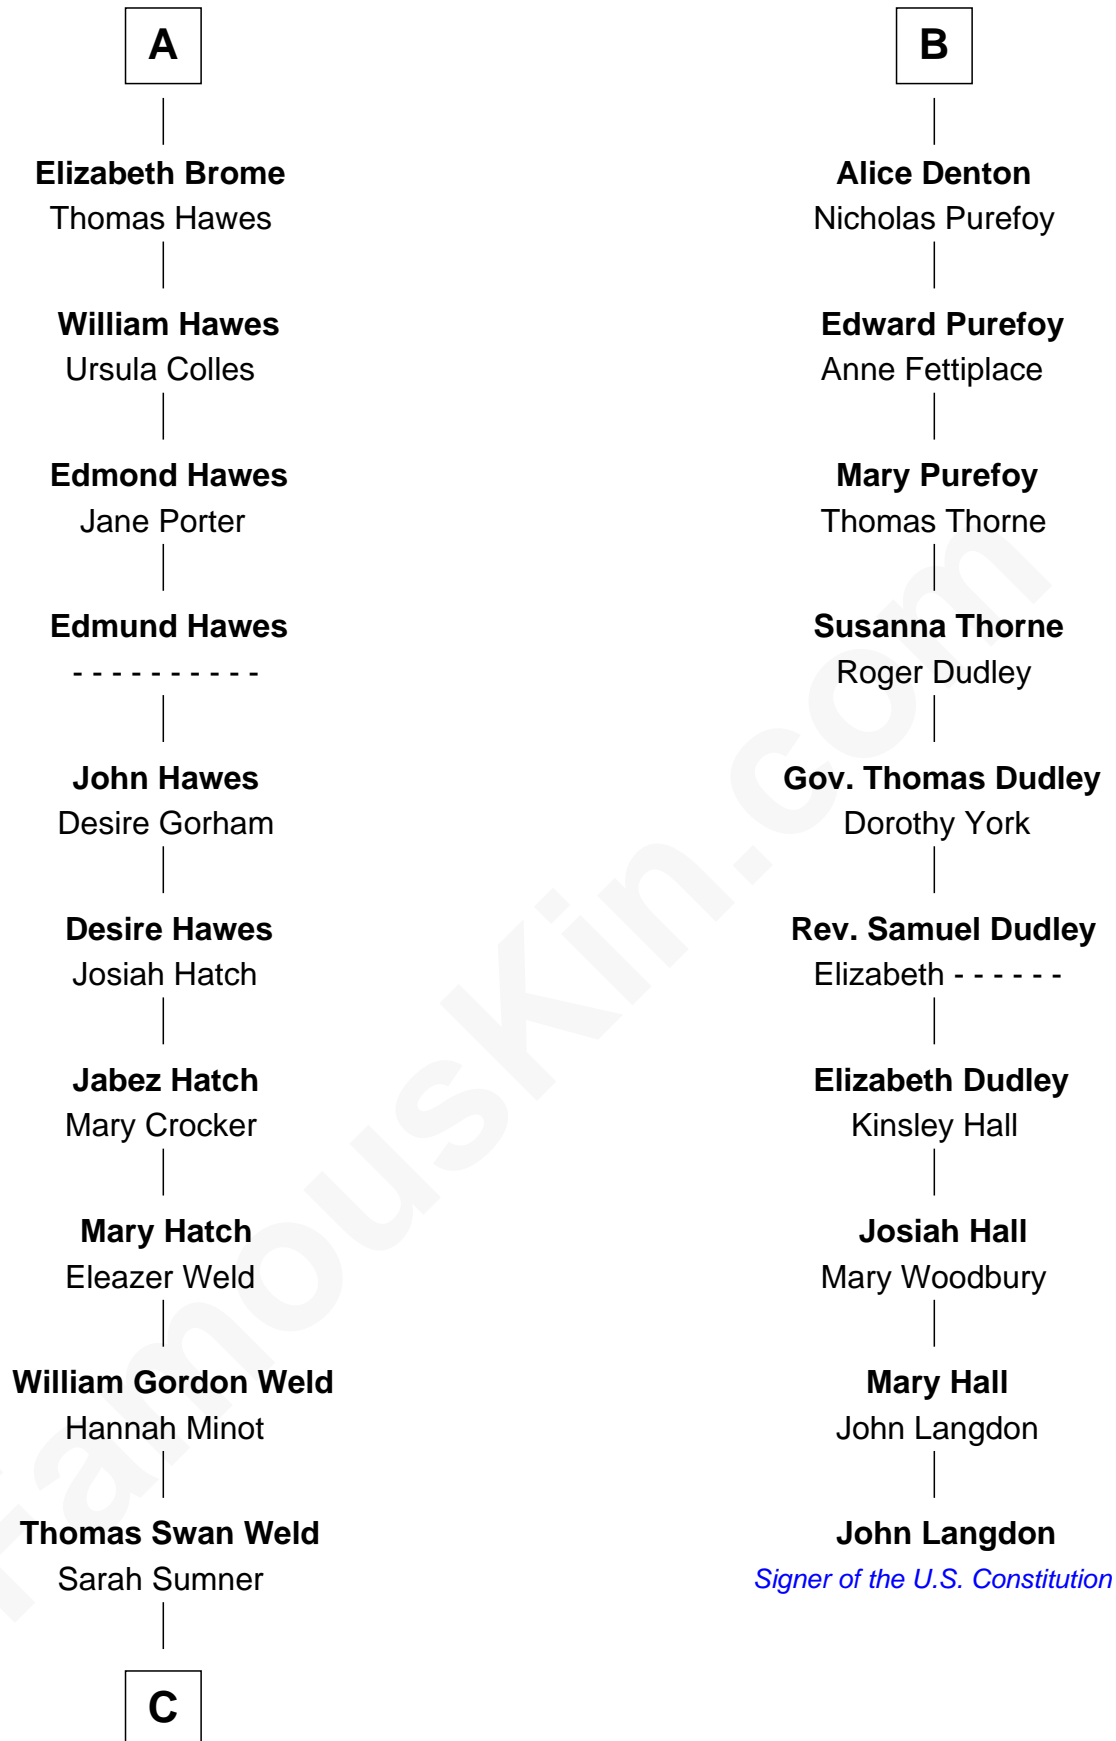 A
Elizabeth Brome
Thomas Hawes
William Hawes
Ursula Colles
Edmond Hawes
Jane Porter
Edmund Hawes
- - - - - - - - - -
John Hawes
Desire Gorham
Desire Hawes
Josiah Hatch
Jabez Hatch
Mary Crocker
Mary Hatch
Eleazer Weld
William Gordon Weld
Hannah Minot
Thomas Swan Weld
Sarah Sumner
C
B
Alice Denton
Nicholas Purefoy
Edward Purefoy
Anne Fettiplace
Mary Purefoy
Thomas Thorne
Susanna Thorne
Roger Dudley
Gov. Thomas Dudley
Dorothy York
Rev. Samuel Dudley
Elizabeth - - - - - -
Elizabeth Dudley
Kinsley Hall
Josiah Hall
Mary Woodbury
Mary Hall
John Langdon
John Langdon
Signer of the U.S. Constitution
FamousKin.com